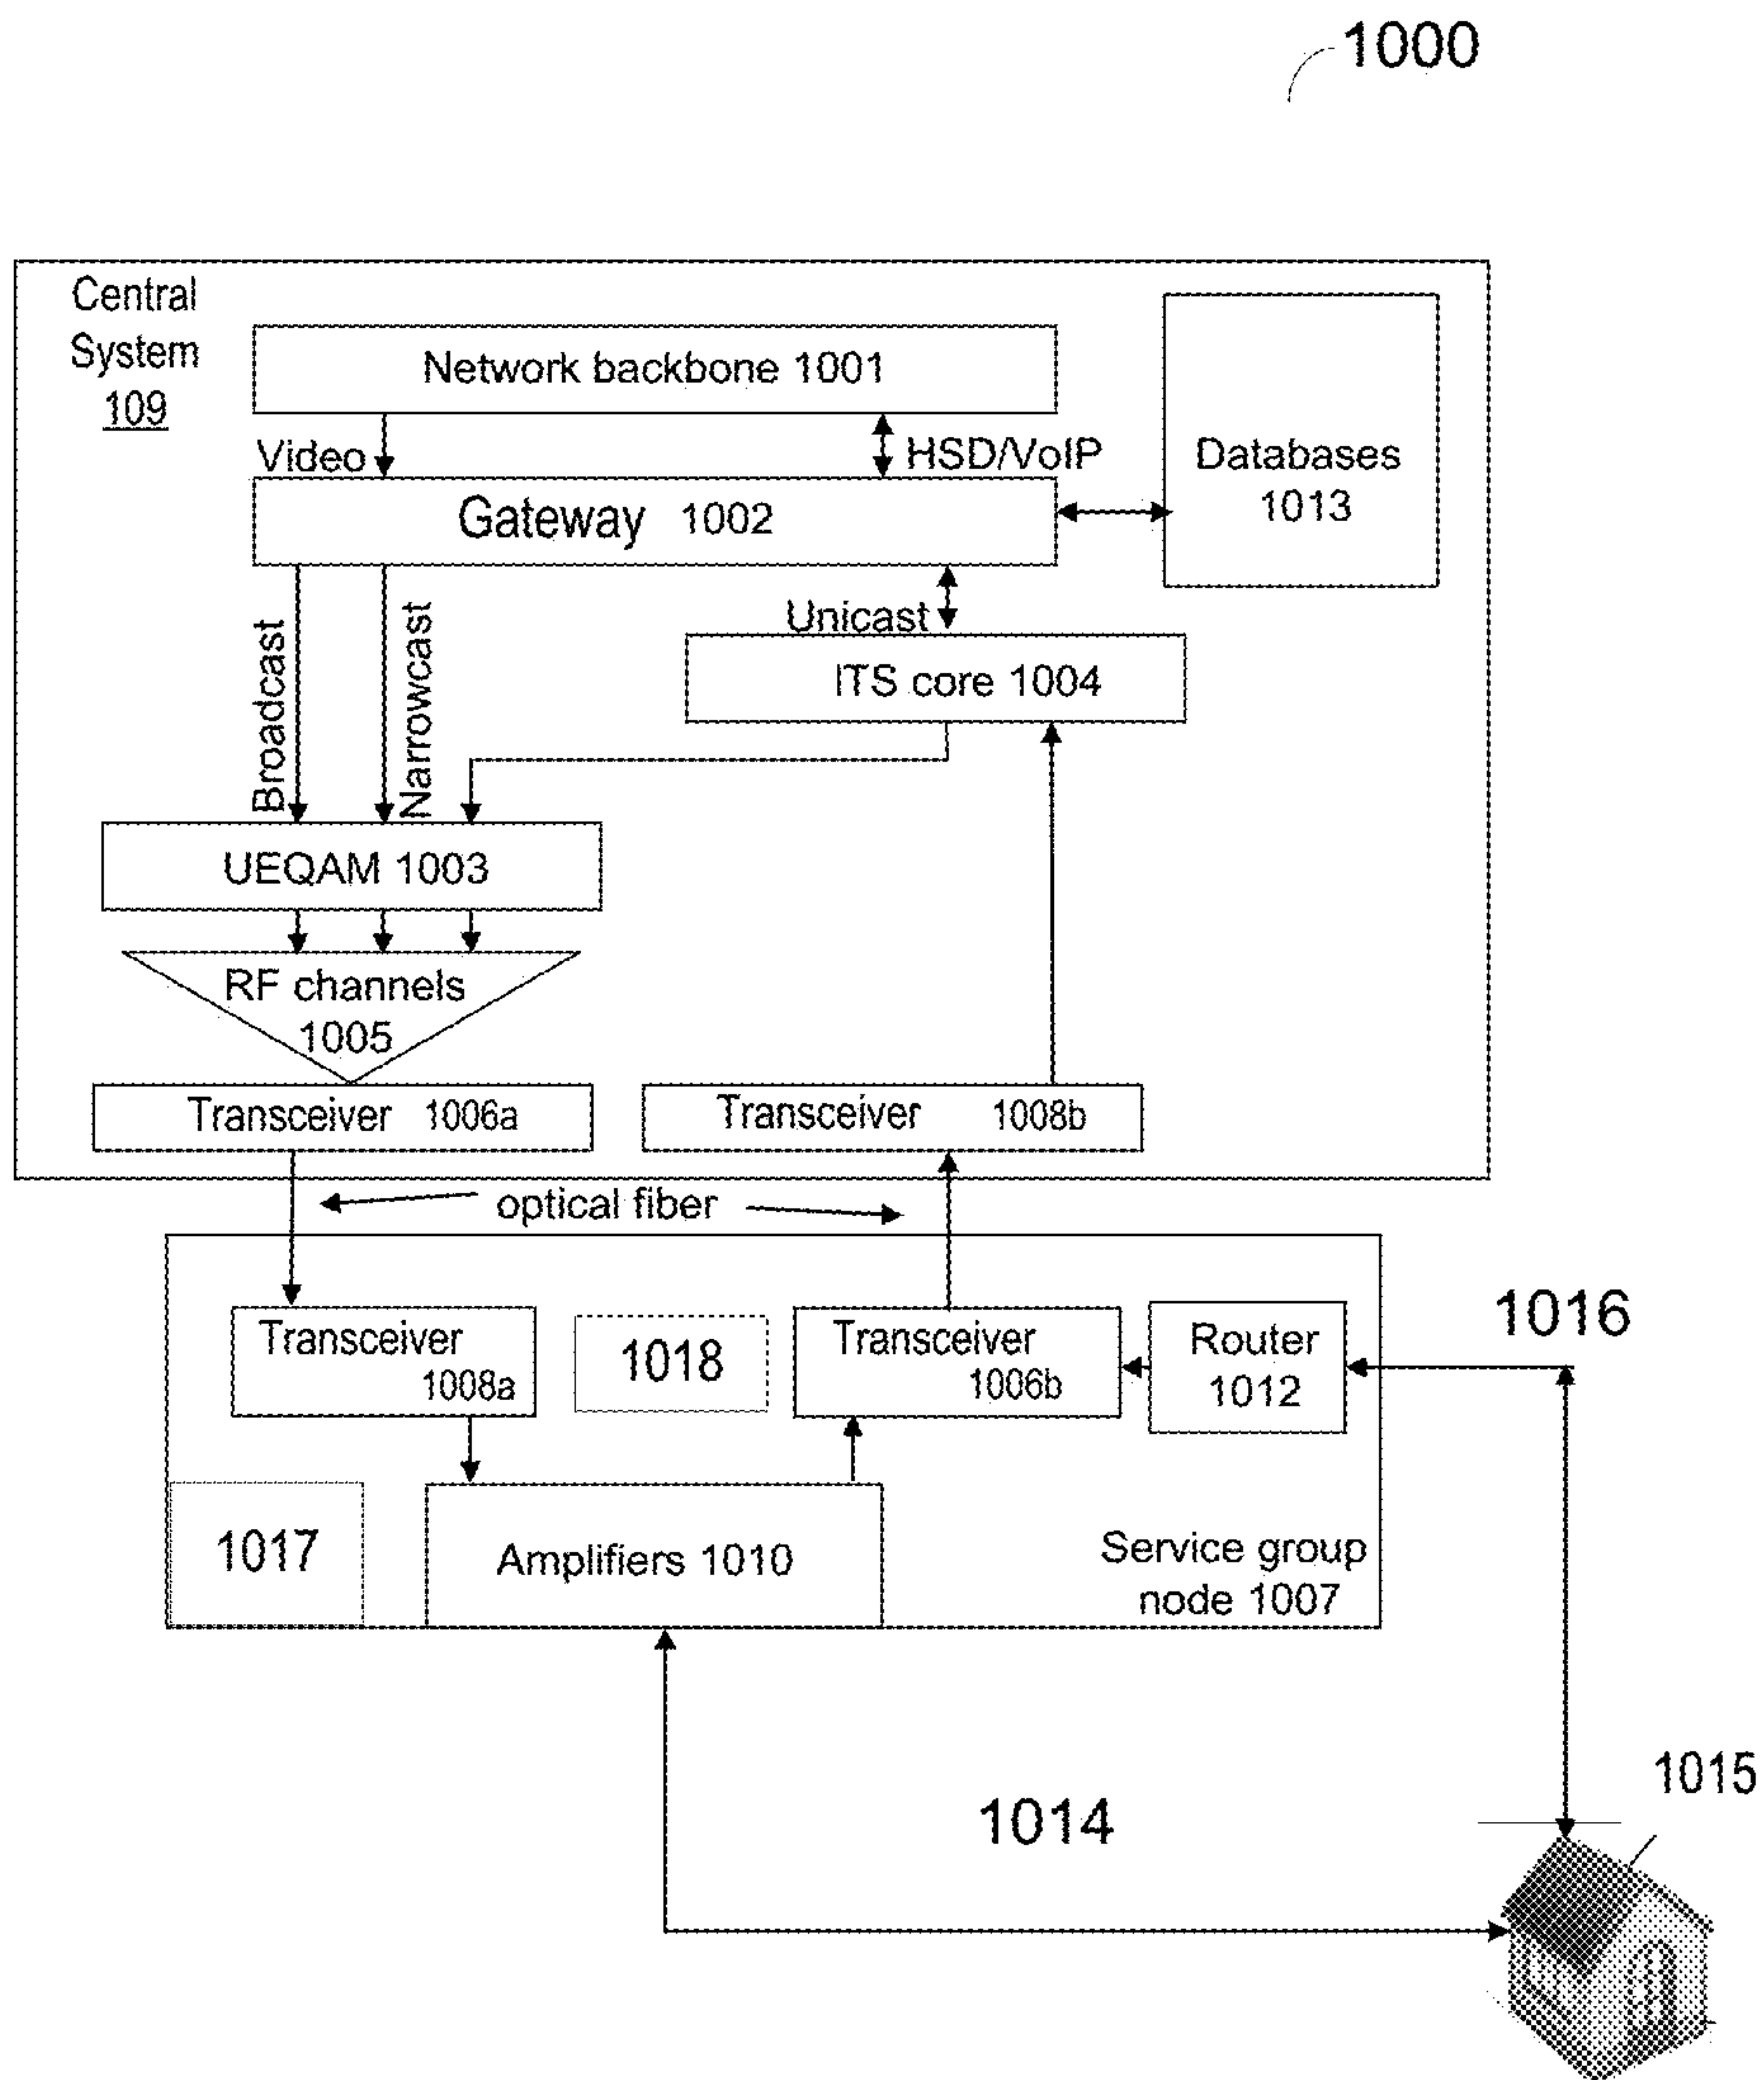 1000
Central
System
109
Network backbone 1001
Video
HSD/VoIP
Databases
1013
Gateway 1002
Broadcast
Narrowcast
Unicast
ITS core 1004
UEQAM 1003
RF channels
1005
Transceiver 1006a
Transceiver 1008b
optical fiber
Transceiver
1008a
1018
Transceiver
1006b
Router
1012
1016
1017
Amplifiers 1010
Service group
node 1007
1014
1015